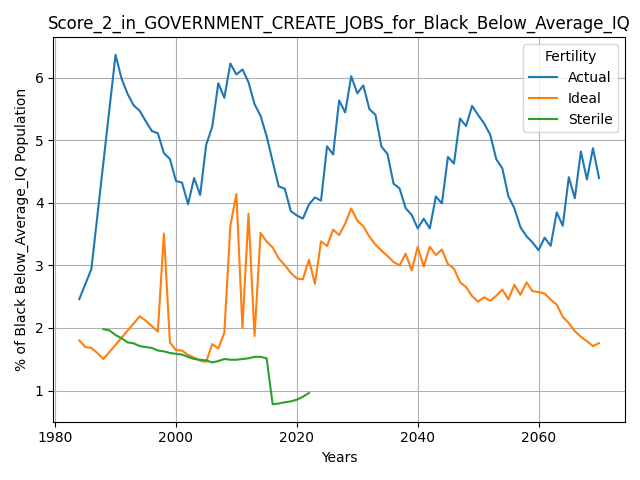 Score_2_in_GOVERNMENT_CREATE_JOBS_for_Black_Below_Average_IQ
Fertility
Actual
Ideal
Sterile
% of Black Below_Average_IQ Population
6
5
4
3
2
1
1980
2000
2020
2040
2060
Years